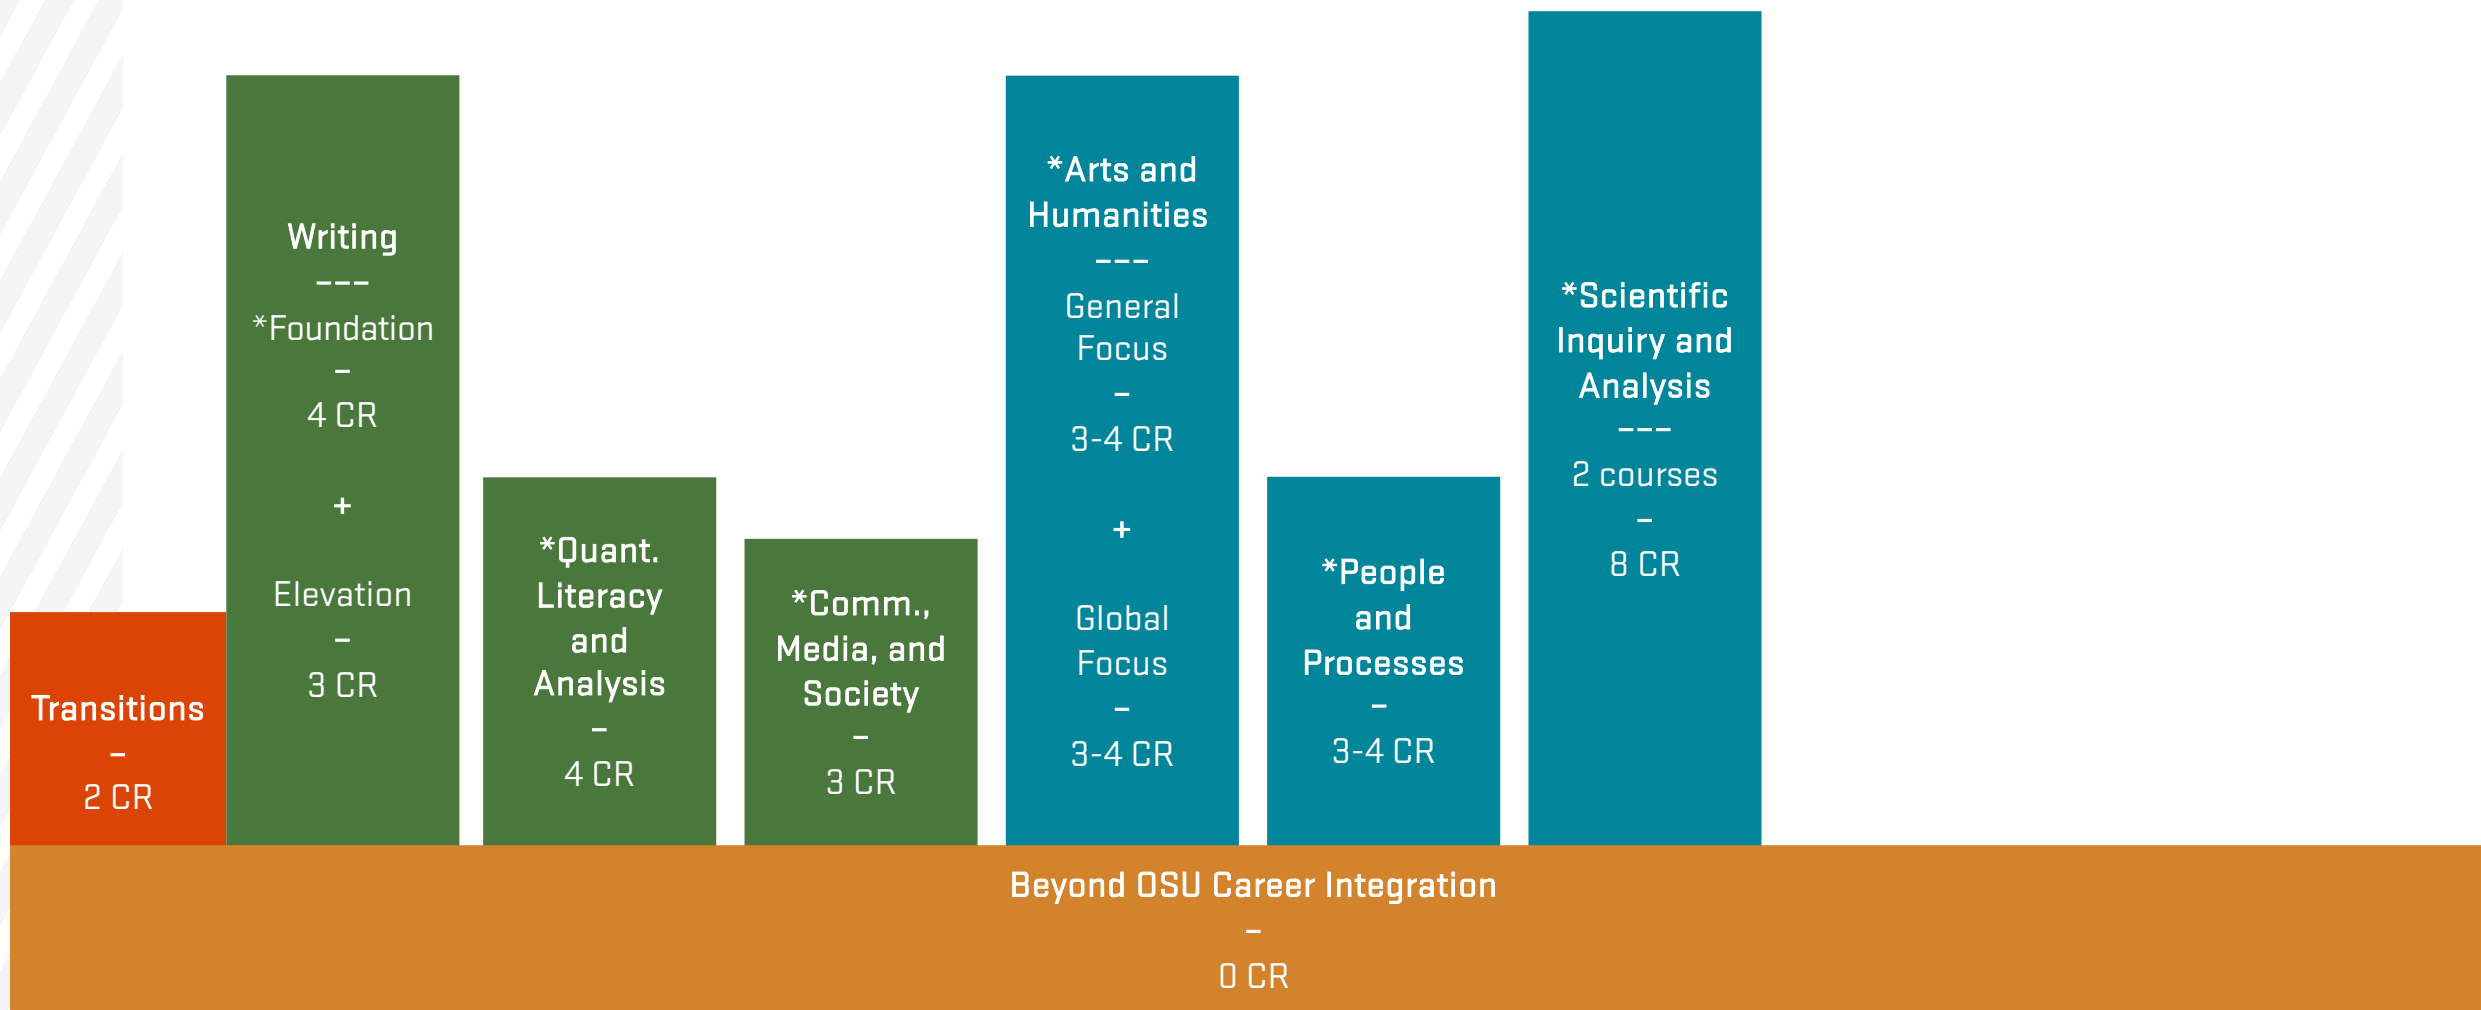 Transitions
–
2 CR
Writing
---
*Foundation
–
4 CR
+
Elevation
–
3 CR
*Quant.
Literacy
and
Analysis
–
4 CR
*Comm.,
Media, and
Society
–
3 CR
*Arts and
Humanities
---
General
Focus
–
3-4 CR
+
Global
Focus
–
3-4 CR
*People
and
Processes
–
3-4 CR
*Scientific
Inquiry and
Analysis
---
2 courses
–
8 CR
Beyond OSU Career Integration
–
0 CR